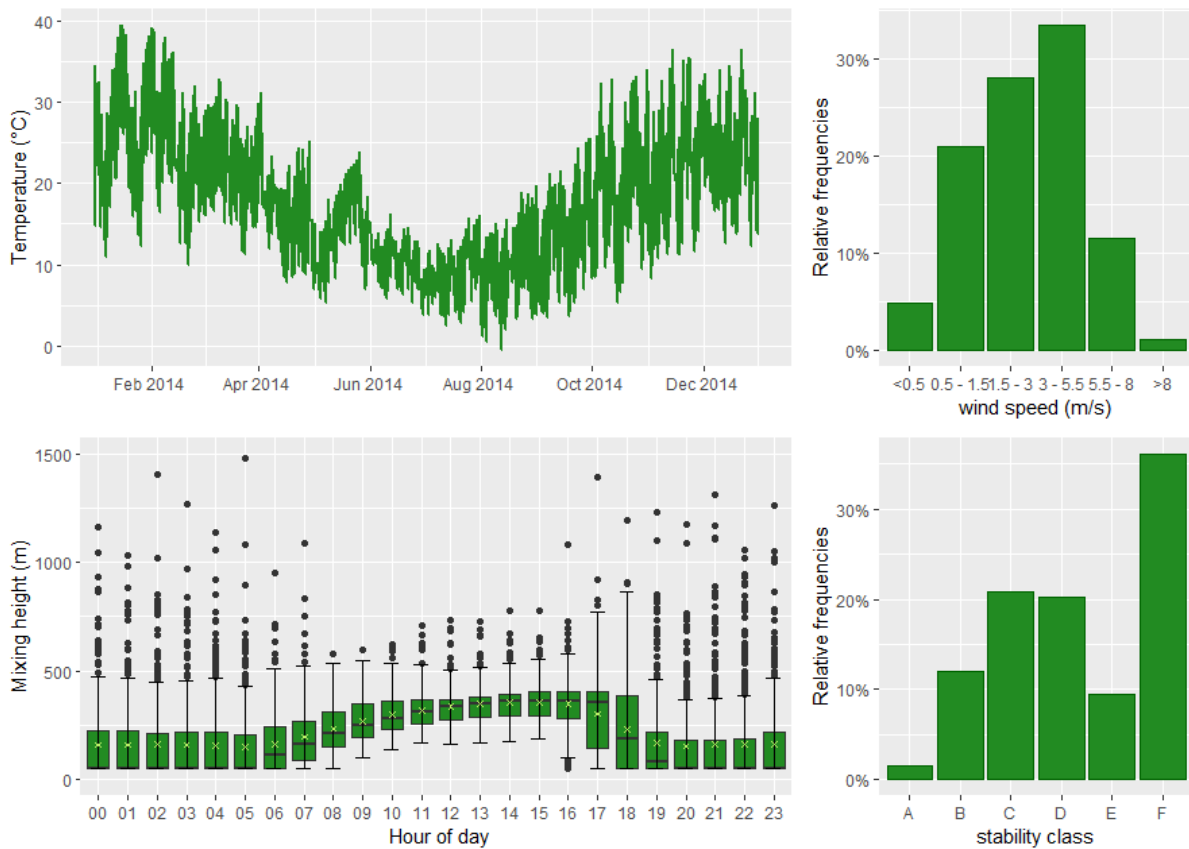 Temperature (°C)
40
30
20
10
0
Feb 2014 Apr 2014 Jun 2014 Aug 2014 Oct 2014 Dec 2014
Relative frequencies
30%
20%
10%
0%
<0.5 0.5 - 1.5 1.5 - 3 3 - 5.5 5.5 - 8 >8
wind speed (m/s)
Mixing height (m)
1500
1000
500
0
00 01 02 03 04 05 06 07 08 09 10 11 12 13 14 15 16 17 18 19 20 21 22 23
Hour of day
Relative frequencies
30%
20%
10%
0%
A B C D E F
stability class